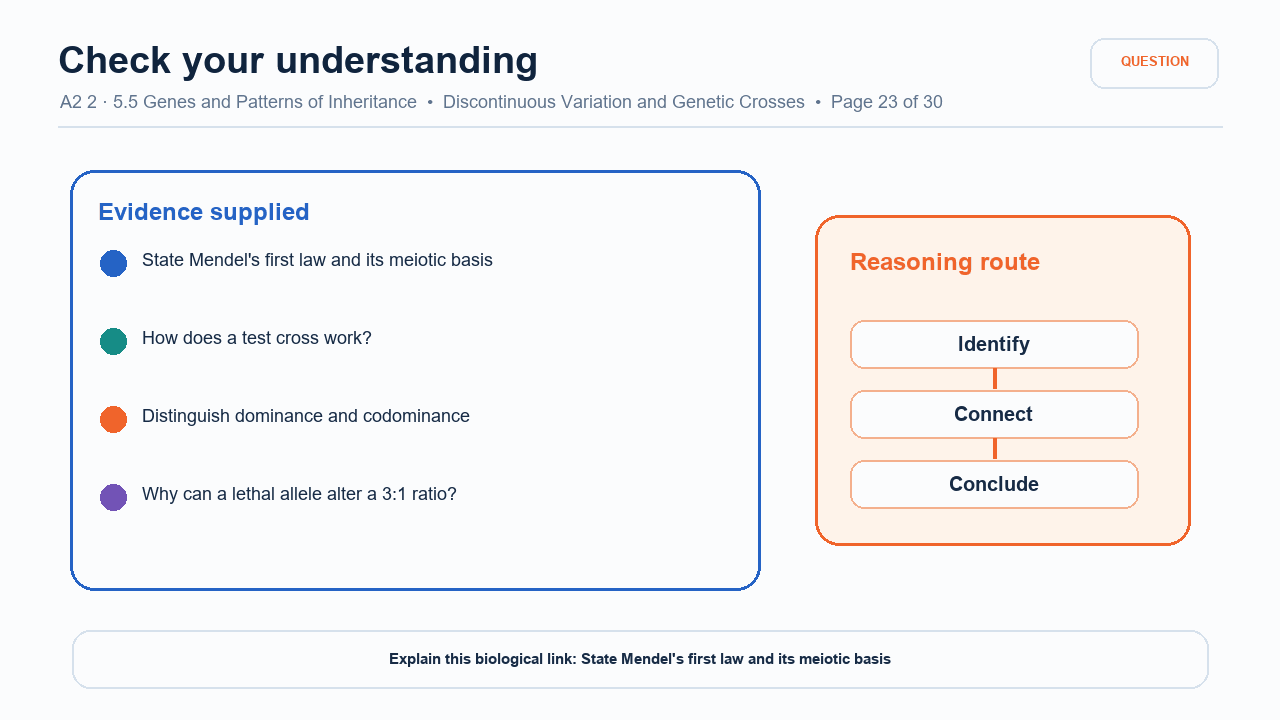 Check your understanding
QUESTION
A2 2 · 5.5 Genes and Patterns of Inheritance • Discontinuous Variation and Genetic Crosses • Page 23 of 30
Evidence supplied
State Mendel's first law and its meiotic basis
How does a test cross work?
Distinguish dominance and codominance
Why can a lethal allele alter a 3:1 ratio?
Reasoning route
Identify
Connect
Conclude
Explain this biological link: State Mendel's first law and its meiotic basis